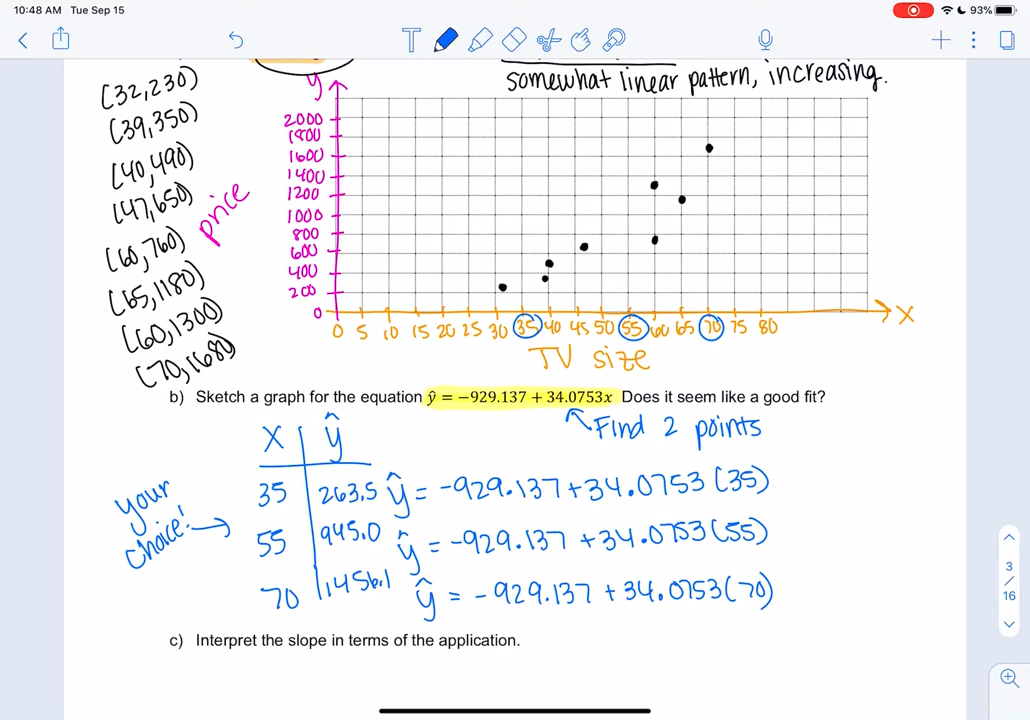 10:48 AM Tue Sep 15
93%
somewhat linear pattern, increasing.
(32,230)
(39,350)
(40,490)
(47,650)
(60,760)
(65,1180)
(60,1300)
(70,1680)
price
y
2000
1800
1600
1400
1200
1000
800
600
400
200
0
0 5 10 15 20 25 30 35 40 45 50 55 60 65 70 75 80
x
TV size
b) Sketch a graph for the equation ŷ = −929.137 + 34.0753x Does it seem like a good fit?
Find 2 points
x ŷ
35 263.5 ŷ = -929.137+34.0753(35)
your choice!
55 945.0 ŷ = -929.137 +34.0753(55)
70 1,456.1 ŷ = -929.137 +34.0753(70)
c) Interpret the slope in terms of the application.
3
/
16